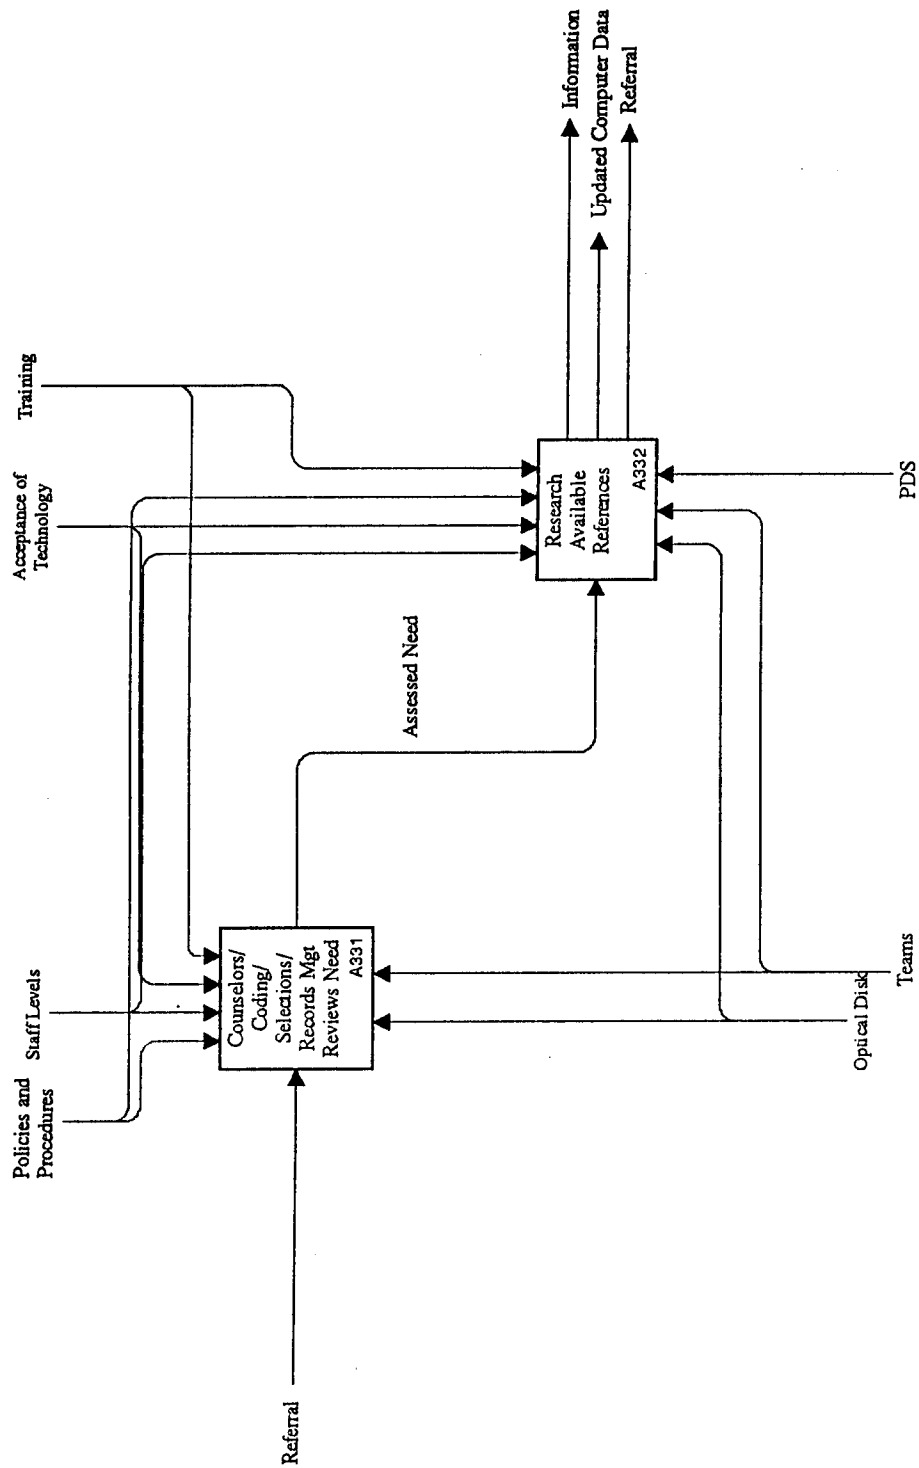 Policies and
Procedures
Staff Levels
Acceptance of
Technology
Training
Referral
Counselors/
Coding/
Selections/
Records Mgt
Reviews Need
A331
Assessed Need
Research
Available
References
A332
Information
Updated Computer Data
Referral
Optical Disk
Teams
PDS